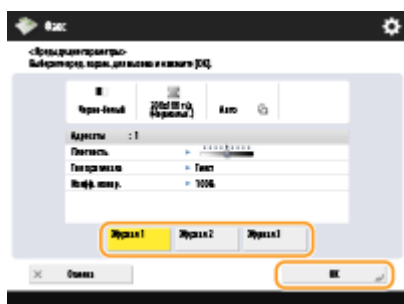 Факс
<Предыдущие параметры>
Выберите пред. парам. для вызова и нажмите [OK].
Черно-белый
200x100 т/д
(Нормальн.)
Авто
Адресаты : 1
Плотность
Тип оригинала ► Текст
Коэфф. копир. ► 100%
Журнал 1
Журнал 2
Журнал 3
Отмена
OK